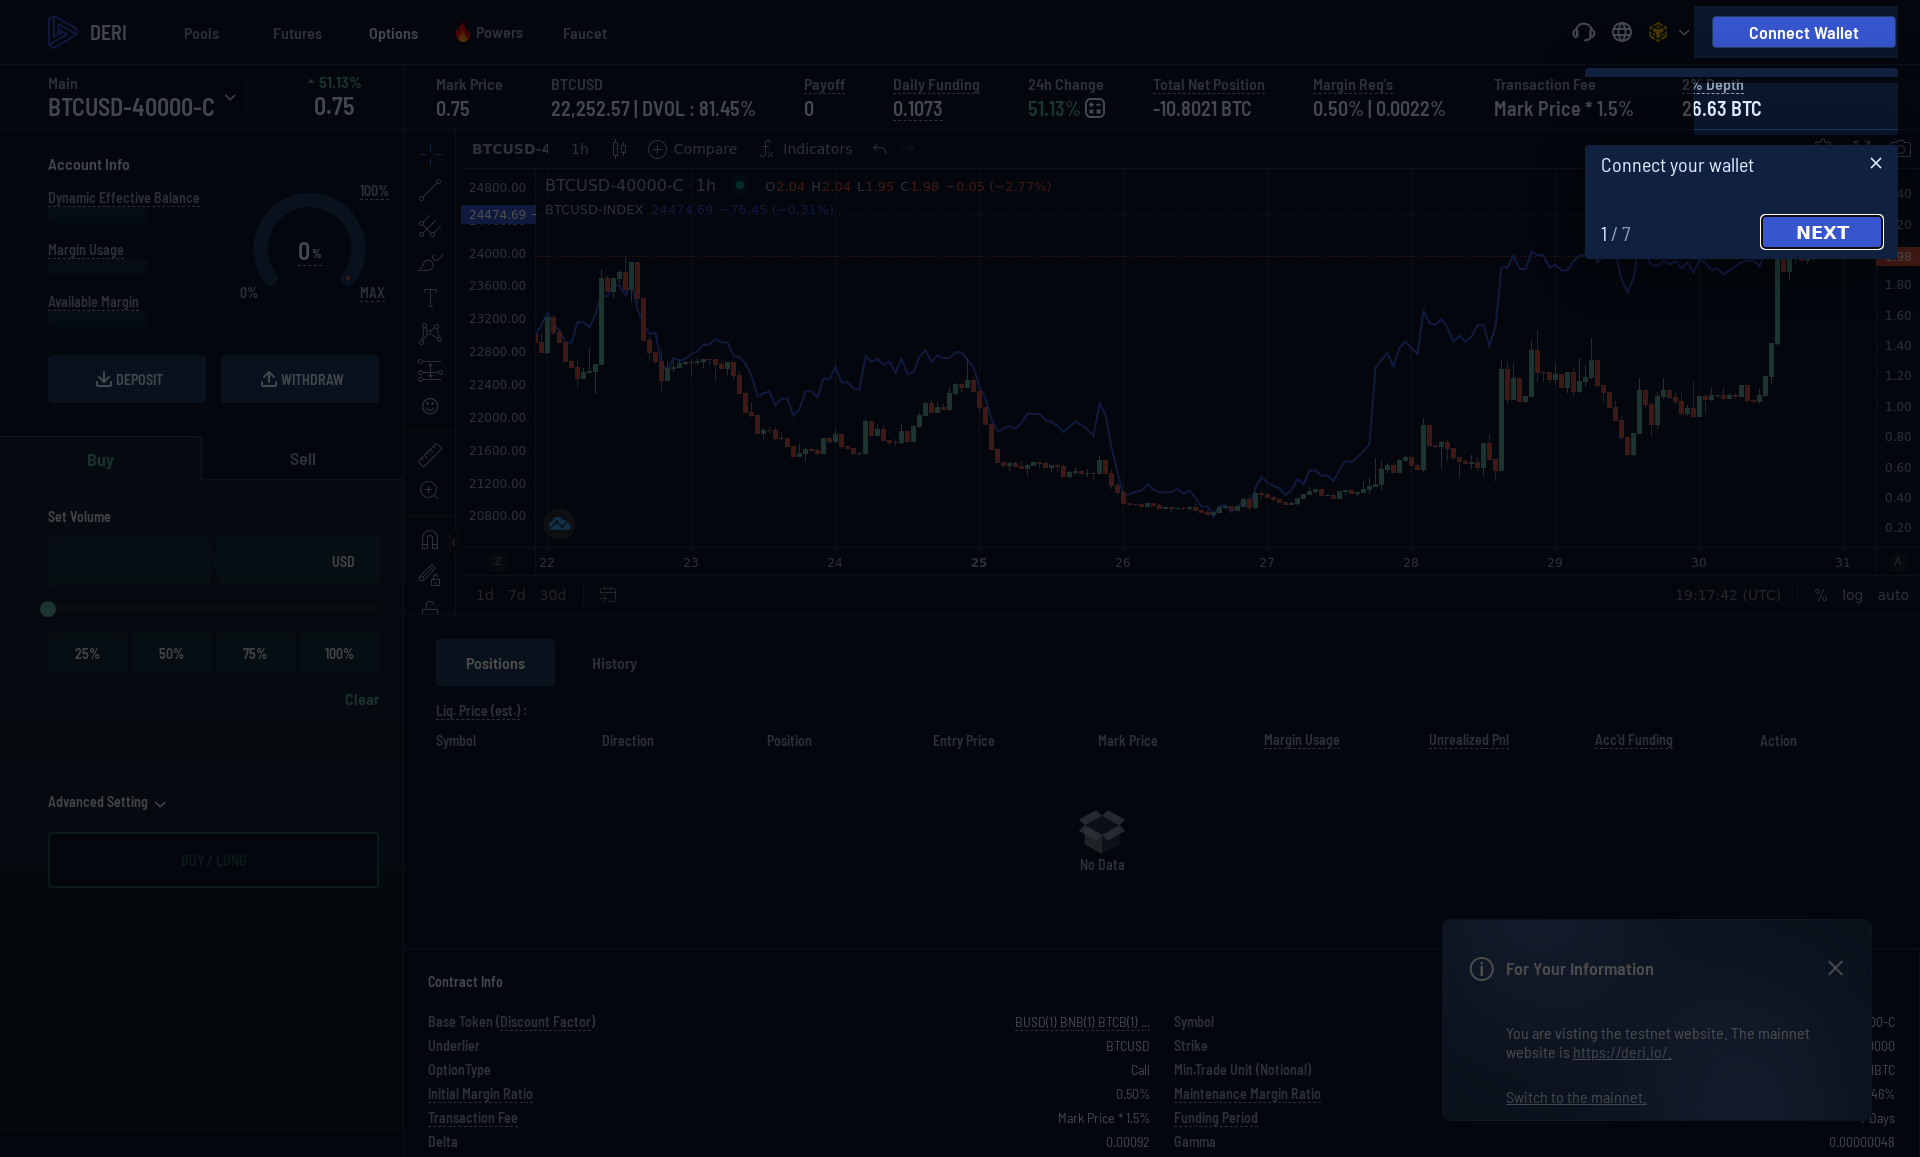 DERI
Pools
Futures
Options
Powers
Faucet
Connect Wallet
Main
BTCUSD-40000-C
51.13%
0.75
Mark Price
0.75
BTCUSD
22,252.57 | DVOL : 81.45%
Payoff
0
Daily Funding
0.1073
24h Change
51.13%
Total Net Position
-10.8021 BTC
Margin Req's
0.50% | 0.0022%
Transaction Fee
Mark Price * 1.5%
2% Depth
26.63 BTC
Connect your wallet
1 / 7
NEXT
Account Info
Dynamic Effective Balance
Margin Usage
Available Margin
100%
0 %
0%
MAX
DEPOSIT
WITHDRAW
Buy
Sell
Set Volume
USD
25%
50%
75%
100%
Clear
Advanced Setting
BUY / LONG
BTCUSD-4
1h
Compare
Indicators
BTCUSD-40000-C · 1h
O2.04 H2.04 L1.95 C1.98 −0.05 (−2.77%)
BTCUSD-INDEX 24474.69 −76.45 (−0.31%)
24800.00
24474.69
24000.00
23600.00
23200.00
22800.00
22400.00
22000.00
21600.00
21200.00
20800.00
1.98
1.80
1.60
1.40
1.20
1.00
0.80
0.60
0.40
0.20
Z
22
23
24
25
26
27
28
29
30
31
A
1d
7d
30d
19:17:42 (UTC)
%
log
auto
Positions
History
Liq. Price (est.) :
Symbol
Direction
Position
Entry Price
Mark Price
Margin Usage
Unrealized Pnl
Acc'd Funding
Action
No Data
Contract Info
Base Token (Discount Factor)
BUSD(1) BNB(1) BTCB(1) ...
Symbol
Underlier
BTCUSD
Strike
OptionType
Call
Min.Trade Unit (Notional)
Initial Margin Ratio
0.50%
Maintenance Margin Ratio
Transaction Fee
Mark Price * 1.5%
Funding Period
Days
Delta
0.00092
Gamma
0.00000048
For Your Information
You are visting the testnet website. The mainnet
website is https://deri.io/.
Switch to the mainnet.